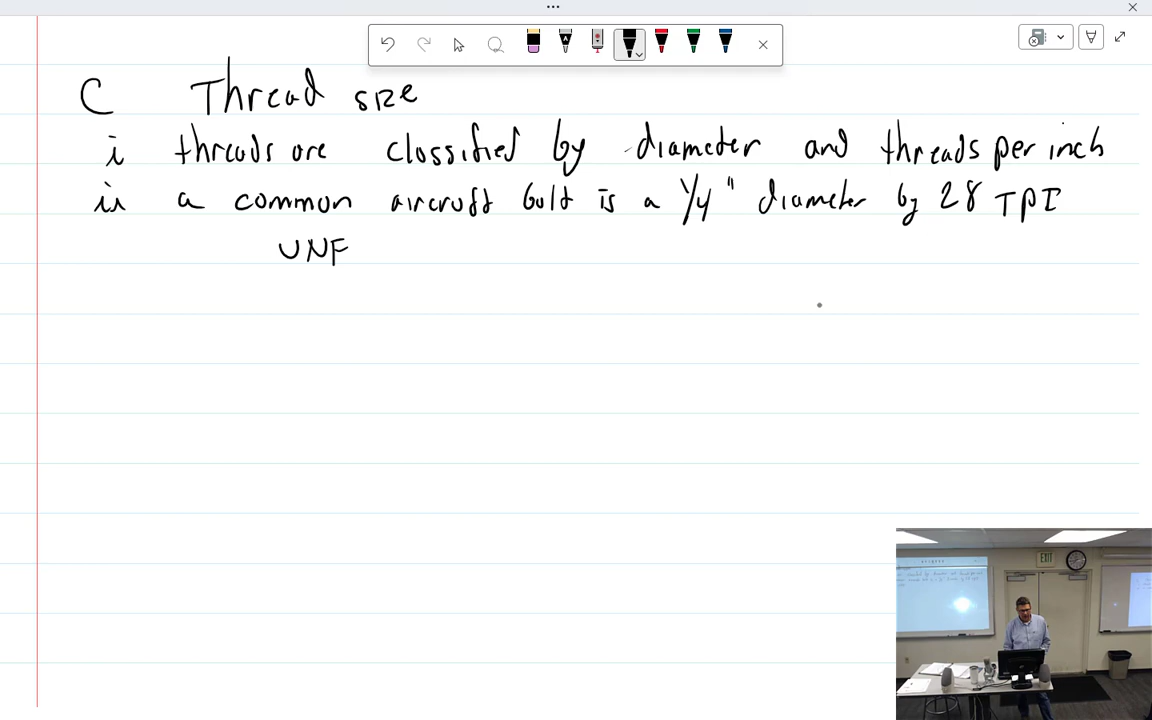 C Thread size
i threads are classified by diameter and threads per inch
ii a common aircraft bolt is a 1/4" diameter by 28 TPI
UNF
EXIT